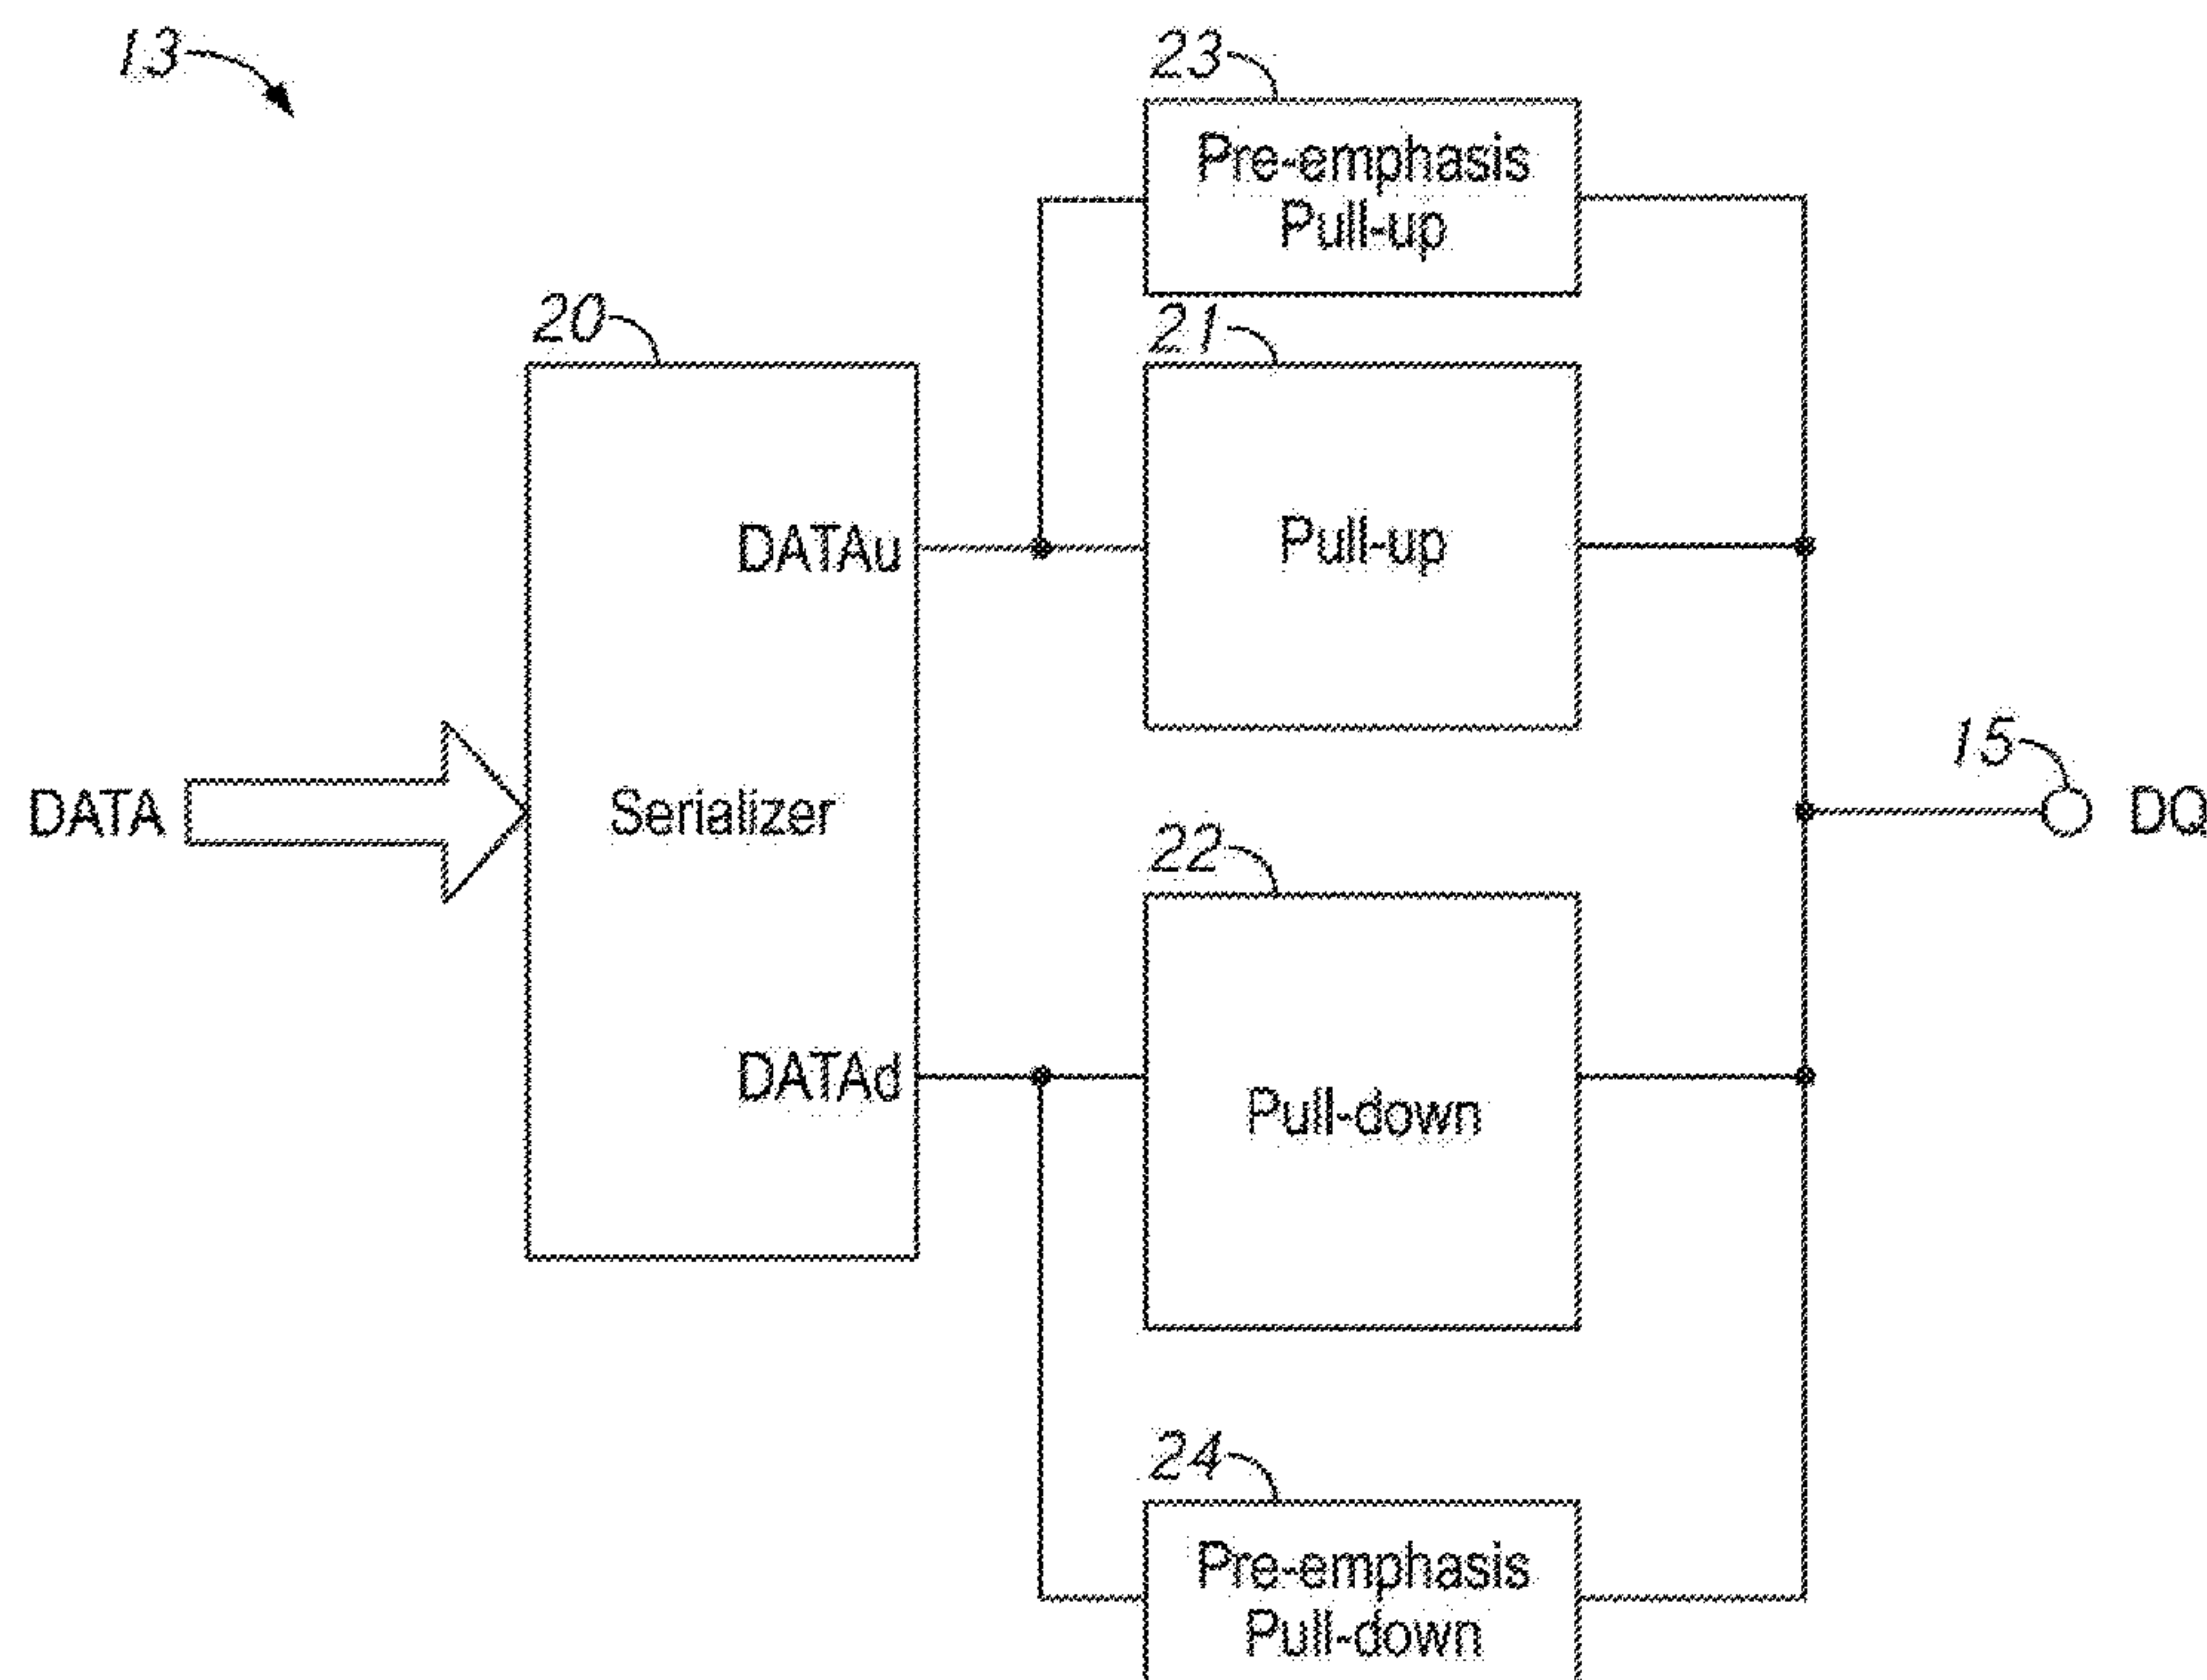 13
23
Pre-emphasis
Pull-up
20
21
DATAu
Pull-up
15
DATA
Serializer
DQ
22
DATAd
Pull-down
24
Pre-emphasis
Pull-down